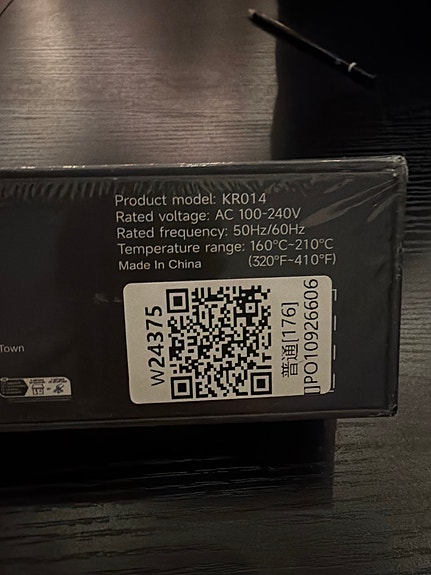 Product model: KR014
Rated voltage: AC 100-240V
Rated frequency: 50Hz/60Hz
Temperature range: 160°C~210°C
Made In China (320°F~410°F)
Town
W24375
普通[176]
JPO10926606